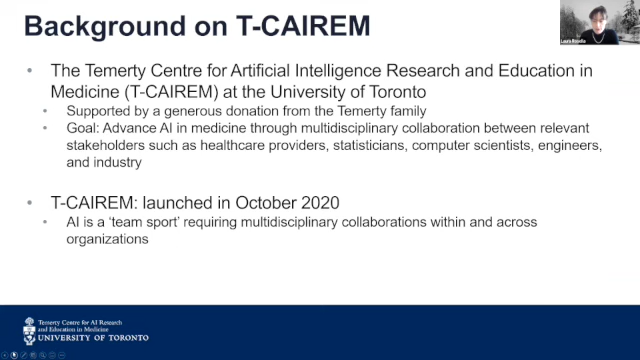 Background on T-CAIREM
Laura Rosella
• The Temerty Centre for Artificial Intelligence Research and Education in
Medicine (T-CAIREM) at the University of Toronto
• Supported by a generous donation from the Temerty family
• Goal: Advance AI in medicine through multidisciplinary collaboration between relevant
stakeholders such as healthcare providers, statisticians, computer scientists, engineers,
and industry
• T-CAIREM: launched in October 2020
• AI is a ‘team sport’ requiring multidisciplinary collaborations within and across
organizations
Temerty Centre for AI Research
and Education in Medicine
UNIVERSITY OF TORONTO